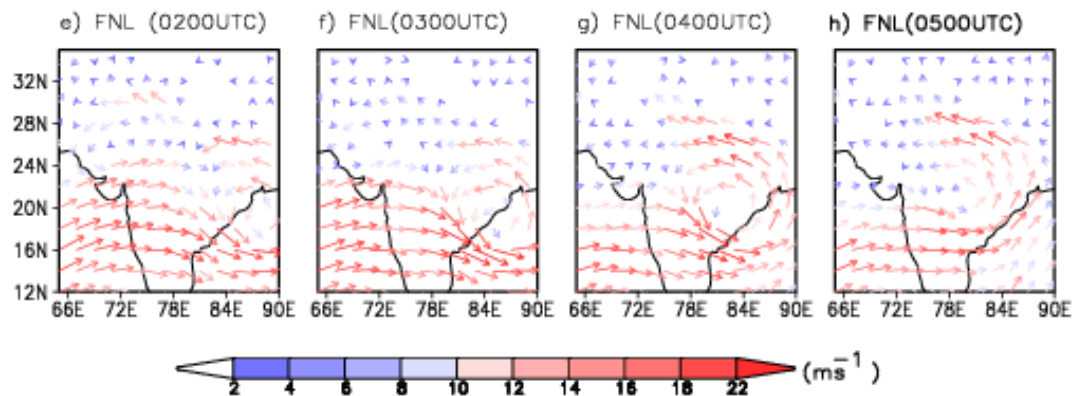 e) FNL (0200UTC) f) FNL(0300UTC) g) FNL(0400UTC) h) FNL(0500UTC)
32N
28N
24N
20N
16N
12N
66E 72E 78E 84E 90E 66E 72E 78E 84E 90E 66E 72E 78E 84E 90E 66E 72E 78E 84E 90E
2 4 6 8 10 12 14 16 18 22 (ms⁻¹)